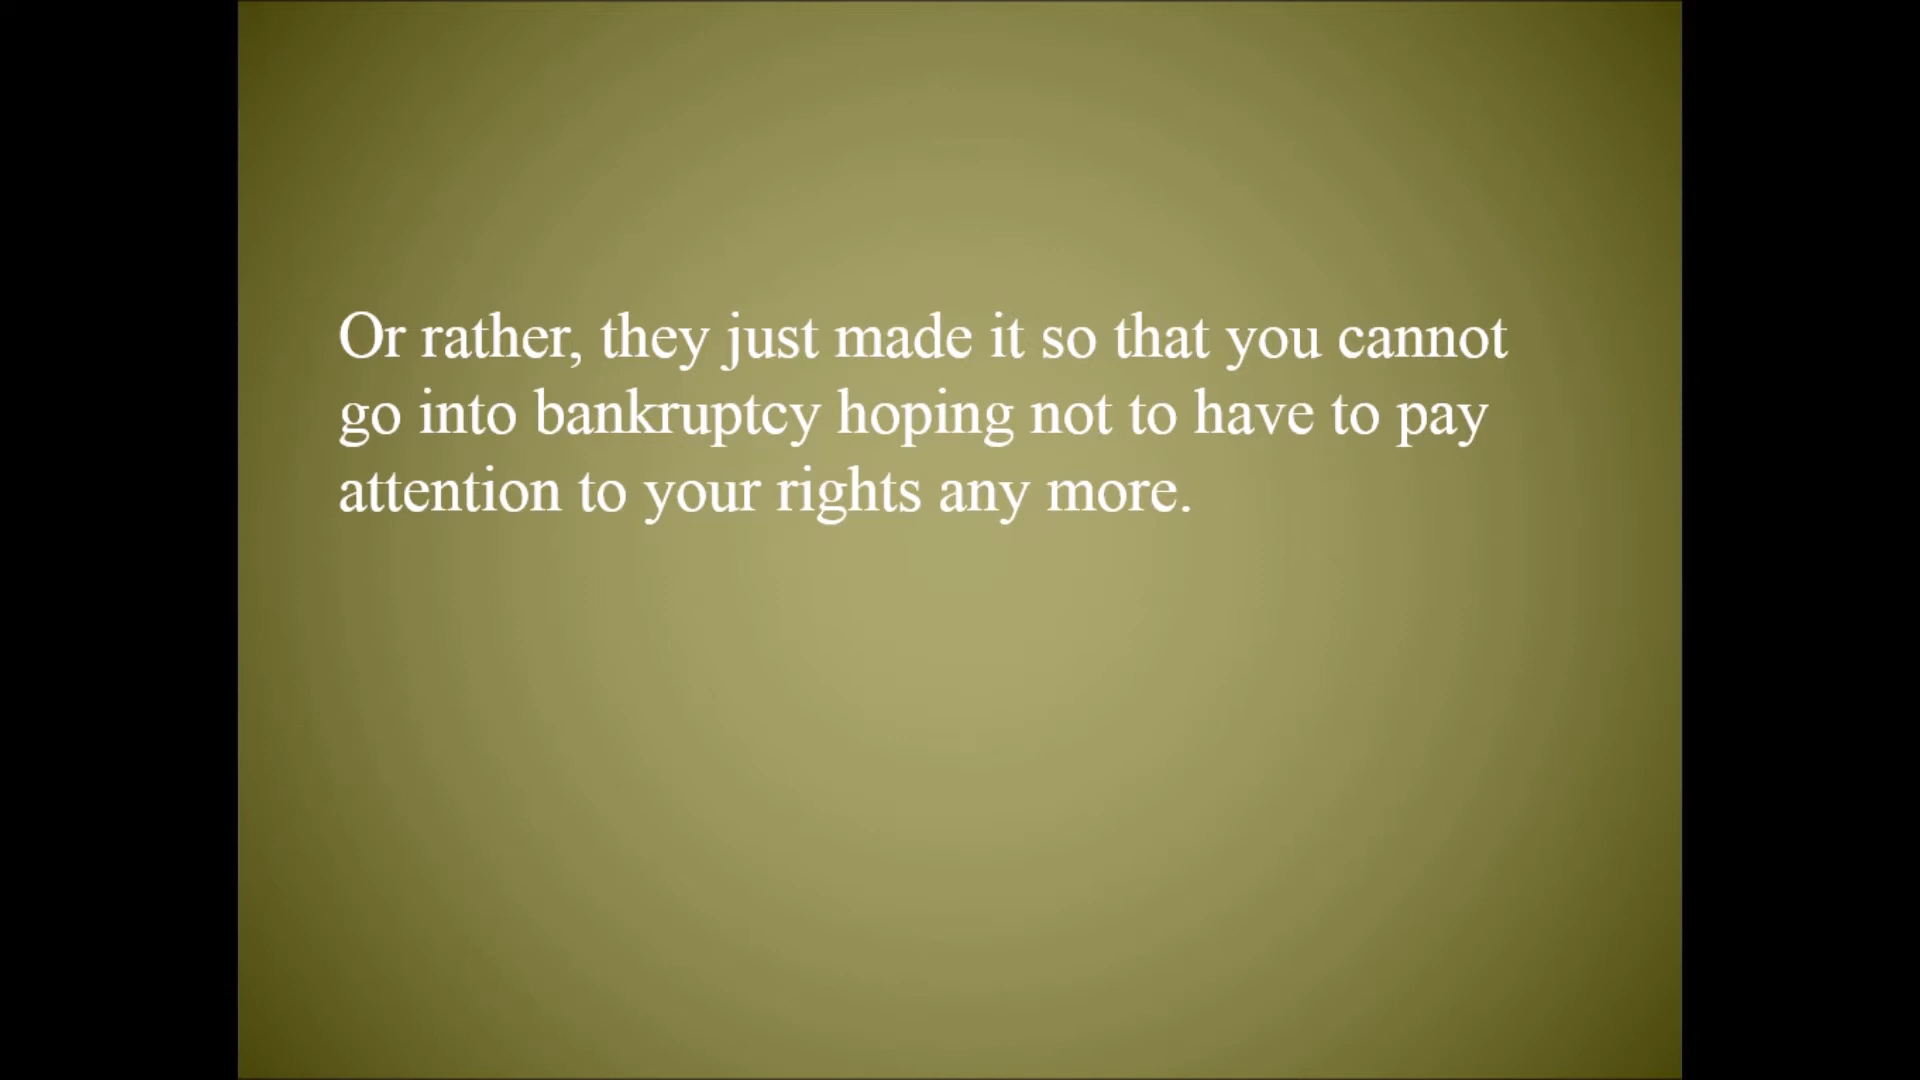 Or rather, they just made it so that you cannot
go into bankruptcy hoping not to have to pay
attention to your rights any more.